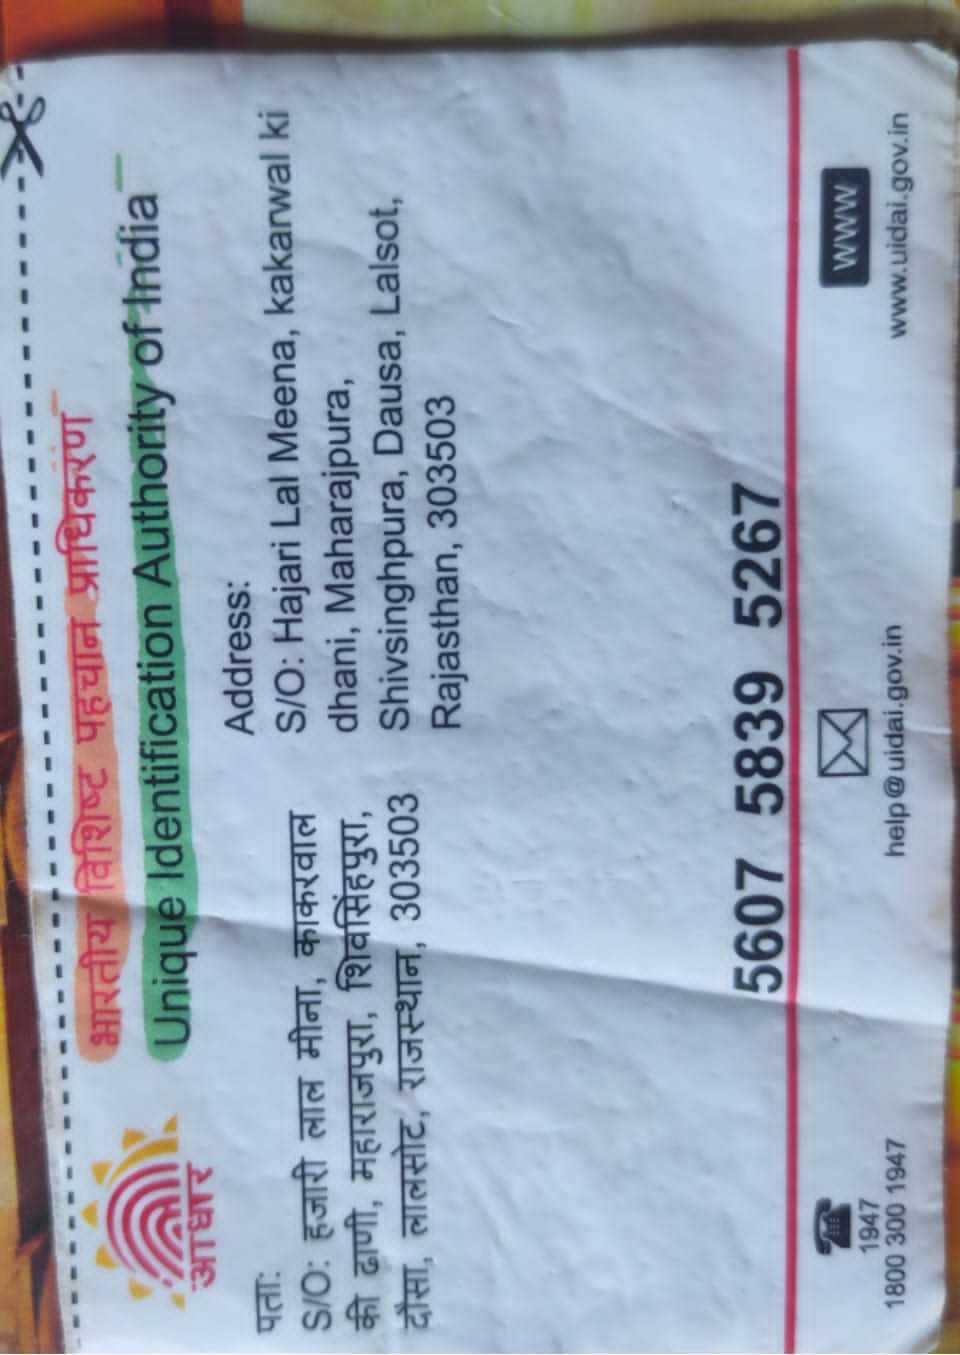 भारतीय विशिष्ट पहचान प्राधिकरण
Unique Identification Authority of India
आधार
पता:
S/O: हजारी लाल मीना, काकरवाल
की ढाणी, महाराजपुरा, शिवसिंहपुरा,
दौसा, लालसोट, राजस्थान, 303503
Address:
S/O: Hajari Lal Meena, kakarwal ki
dhani, Maharajpura,
Shivsinghpura, Dausa, Lalsot,
Rajasthan, 303503
5607 5839 5267
1947
1800 300 1947
help@uidai.gov.in
www
www.uidai.gov.in